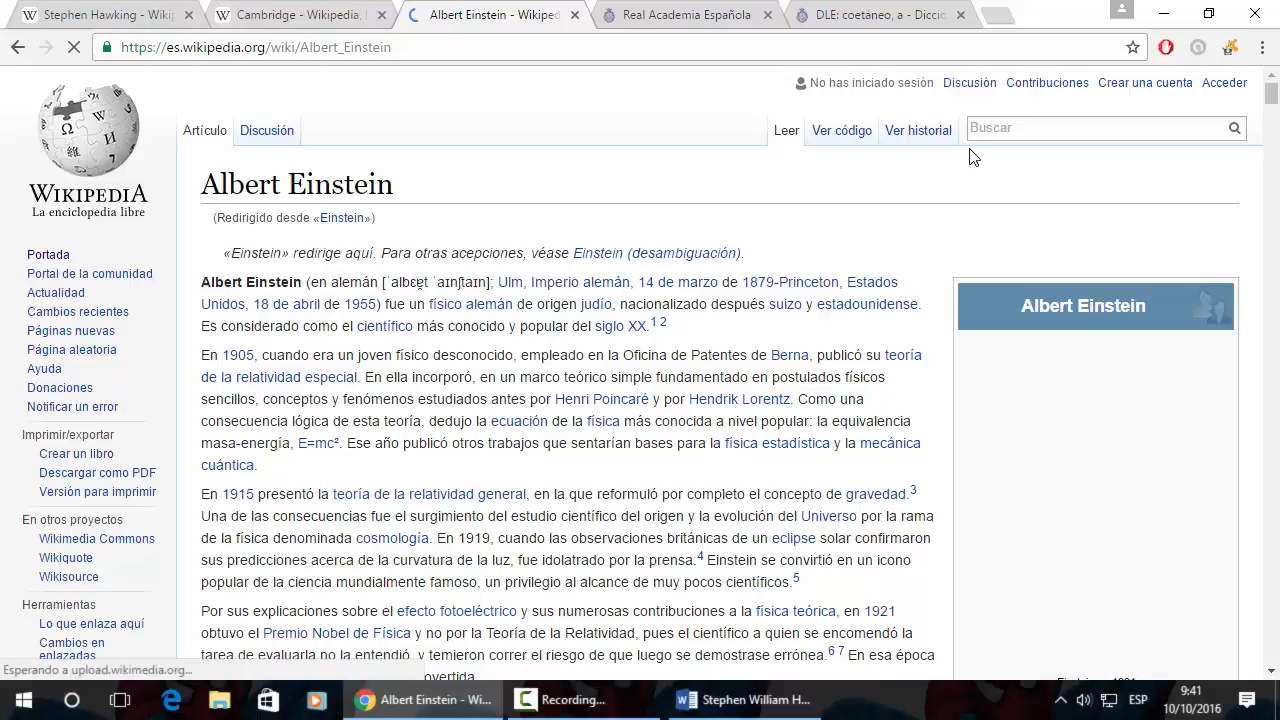 Stephen Hawking - Wikipe
Cambridge - Wikipedia, l
Albert Einstein - Wikiped
Real Academia Española
DLE: coetáneo, a - Diccio
https://es.wikipedia.org/wiki/Albert_Einstein
No has iniciado sesión Discusión Contribuciones Crear una cuenta Acceder
Artículo Discusión Leer Ver código Ver historial Buscar
WIKIPEDIA
La enciclopedia libre
Portada
Portal de la comunidad
Actualidad
Cambios recientes
Páginas nuevas
Página aleatoria
Ayuda
Donaciones
Notificar un error
Imprimir/exportar
Crear un libro
Descargar como PDF
Versión para imprimir
En otros proyectos
Wikimedia Commons
Wikiquote
Wikisource
Herramientas
Lo que enlaza aquí
Cambios en
enlazadas
Albert Einstein
(Redirigido desde «Einstein»)
«Einstein» redirige aquí. Para otras acepciones, véase Einstein (desambiguación).
Albert Einstein (en alemán [ˈalbɐt ˈaɪnʃtaɪn]; Ulm, Imperio alemán, 14 de marzo de 1879-Princeton, Estados
Unidos, 18 de abril de 1955) fue un físico alemán de origen judío, nacionalizado después suizo y estadounidense.
Es considerado como el científico más conocido y popular del siglo XX.1 2
En 1905, cuando era un joven físico desconocido, empleado en la Oficina de Patentes de Berna, publicó su teoría
de la relatividad especial. En ella incorporó, en un marco teórico simple fundamentado en postulados físicos
sencillos, conceptos y fenómenos estudiados antes por Henri Poincaré y por Hendrik Lorentz. Como una
consecuencia lógica de esta teoría, dedujo la ecuación de la física más conocida a nivel popular: la equivalencia
masa-energía, E=mc². Ese año publicó otros trabajos que sentarían bases para la física estadística y la mecánica
cuántica.
En 1915 presentó la teoría de la relatividad general, en la que reformuló por completo el concepto de gravedad.3
Una de las consecuencias fue el surgimiento del estudio científico del origen y la evolución del Universo por la rama
de la física denominada cosmología. En 1919, cuando las observaciones británicas de un eclipse solar confirmaron
sus predicciones acerca de la curvatura de la luz, fue idolatrado por la prensa.4 Einstein se convirtió en un icono
popular de la ciencia mundialmente famoso, un privilegio al alcance de muy pocos científicos.5
Por sus explicaciones sobre el efecto fotoeléctrico y sus numerosas contribuciones a la física teórica, en 1921
obtuvo el Premio Nobel de Física y no por la Teoría de la Relatividad, pues el científico a quien se encomendó la
tarea de evaluarla no la entendió, y temieron correr el riesgo de que luego se demostrase errónea.6 7 En esa época
overtida
Albert Einstein
Esperando a upload.wikimedia.org...
Albert Einstein - Wi...
Recording...
Stephen William H...
ESP
9:41
10/10/2016